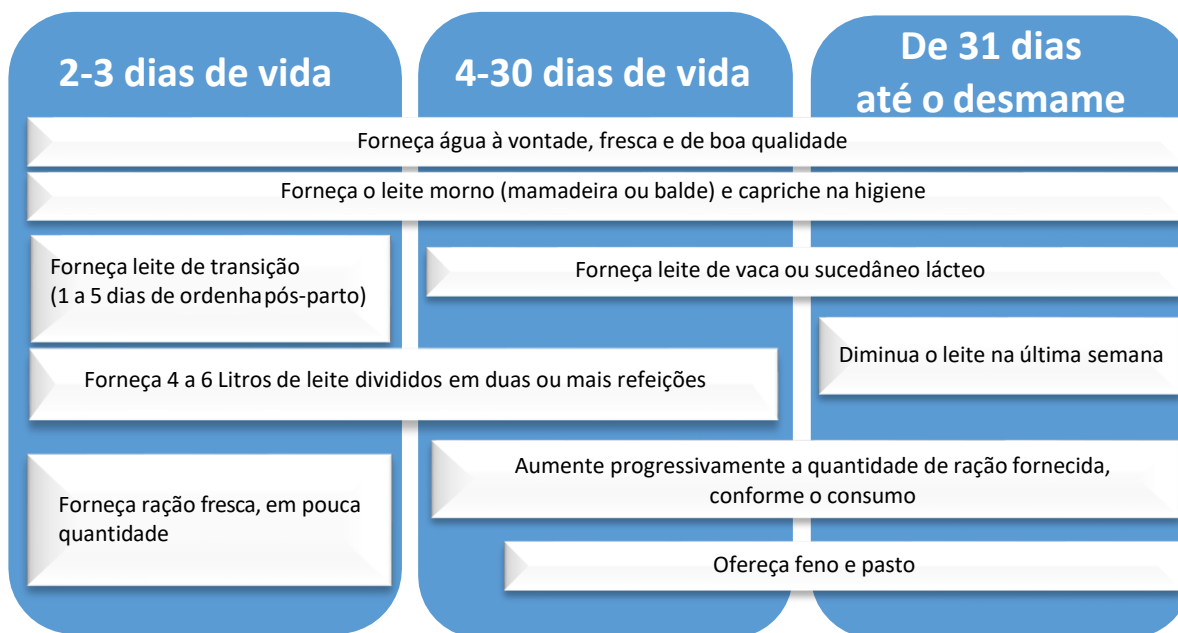 2-3 dias de vida
4-30 dias de vida
De 31 dias
até o desmame
Forneça água à vontade, fresca e de boa qualidade
Forneça o leite morno (mamadeira ou balde) e capriche na higiene
Forneça leite de transição
(1 a 5 dias de ordenha pós-parto)
Forneça leite de vaca ou sucedâneo lácteo
Diminua o leite na última semana
Forneça 4 a 6 Litros de leite divididos em duas ou mais refeições
Aumente progressivamente a quantidade de ração fornecida,
conforme o consumo
Forneça ração fresca, em pouca
quantidade
Ofereça feno e pasto